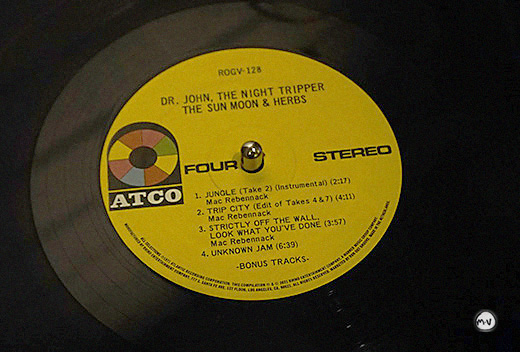 ROGV-128
DR. JOHN, THE NIGHT TRIPPER
THE SUN MOON & HERBS
FOUR STEREO
ATCO
1. JUNGLE (Take 2) (Instrumental) (2:17)
Mac Rebennack
2. TRIP CITY (Edit of Takes 4 & 7) (4:11)
Mac Rebennack
3. STRICTLY OFF THE WALL,
LOOK WHAT YOU'VE DONE (3:57)
Mac Rebennack
4. UNKNOWN JAM (6:39)
-BONUS TRACKS-